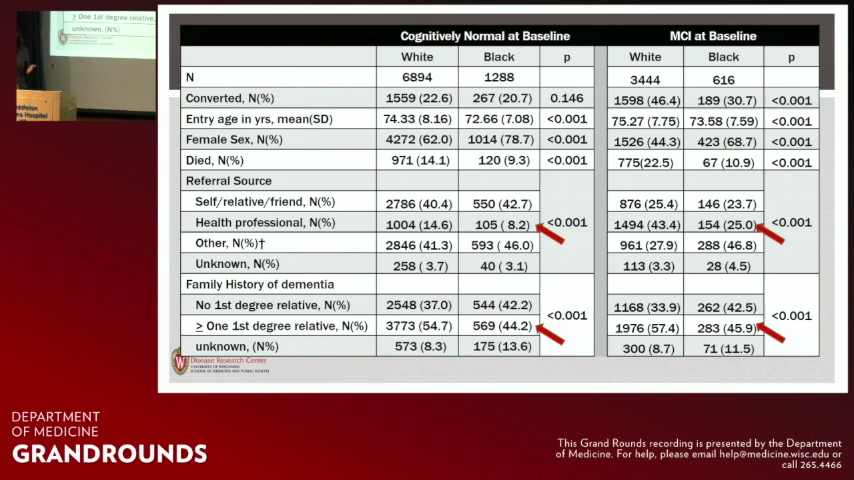 > One 1st degree relative,
unknown, (N%)
Disease Research Center
Cognitively Normal at Baseline MCI at Baseline
White Black p White Black p
N 6894 1288 3444 616
Converted, N(%) 1559 (22.6) 267 (20.7) 0.146 1598 (46.4) 189 (30.7) <0.001
Entry age in yrs, mean(SD) 74.33 (8.16) 72.66 (7.08) <0.001 75.27 (7.75) 73.58 (7.59) <0.001
Female Sex, N(%) 4272 (62.0) 1014 (78.7) <0.001 1526 (44.3) 423 (68.7) <0.001
Died, N(%) 971 (14.1) 120 (9.3) <0.001 775(22.5) 67 (10.9) <0.001
Referral Source
Self/relative/friend, N(%) 2786 (40.4) 550 (42.7) 876 (25.4) 146 (23.7)
Health professional, N(%) 1004 (14.6) 105 ( 8.2) <0.001 1494 (43.4) 154 (25.0) <0.001
Other, N(%)† 2846 (41.3) 593 ( 46.0) 961 (27.9) 288 (46.8)
Unknown, N(%) 258 ( 3.7) 40 ( 3.1) 113 (3.3) 28 (4.5)
Family History of dementia
No 1st degree relative, N(%) 2548 (37.0) 544 (42.2) <0.001 1168 (33.9) 262 (42.5) <0.001
> One 1st degree relative, N(%) 3773 (54.7) 569 (44.2) 1976 (57.4) 283 (45.9)
unknown, (N%) 573 (8.3) 175 (13.6) 300 (8.7) 71 (11.5)
W
Disease Research Center
UNIVERSITY OF WISCONSIN
SCHOOL OF MEDICINE AND PUBLIC HEALTH
DEPARTMENT
OF MEDICINE
GRANDROUNDS
This Grand Rounds recording is presented by the Department
of Medicine. For help, please email help@medicine.wisc.edu or
call 265.4466